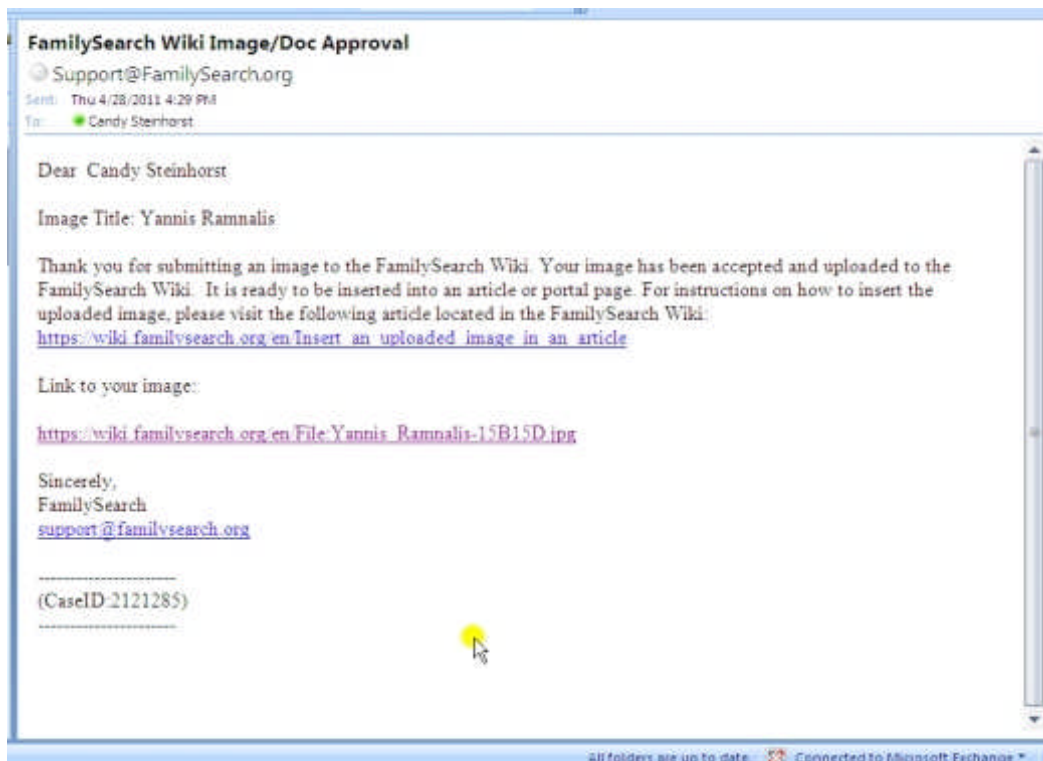 FamilySearch Wiki Image/Doc Approval
Support@FamilySearch.org
Sent: Thu 4/28/2011 4:29 PM
To: Candy Steinhorst
Dear Candy Steinhorst
Image Title: Yannis Ramnalis
Thank you for submitting an image to the FamilySearch Wiki. Your image has been accepted and uploaded to the
FamilySearch Wiki. It is ready to be inserted into an article or portal page. For instructions on how to insert the
uploaded image, please visit the following article located in the FamilySearch Wiki:
https://wiki.familysearch.org/en/Insert_an_uploaded_image_in_an_article
Link to your image:
https://wiki.familysearch.org/en/File:Yannis_Ramnalis-15B15D.jpg
Sincerely,
FamilySearch
support@familysearch.org
----------------------
(CaseID:2121285)
----------------------
All folders are up to date. Connected to Microsoft Exchange